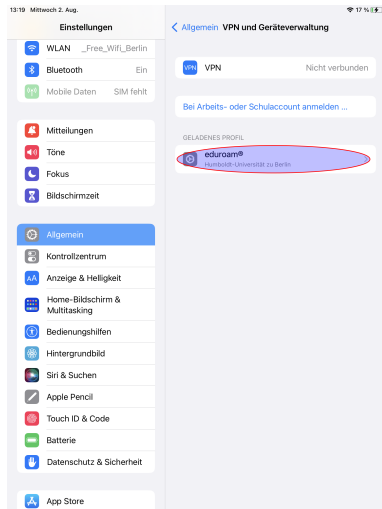 13:19 Mittwoch 2. Aug.
17 %
Einstellungen
Allgemein VPN und Geräteverwaltung
WLAN _Free_Wifi_Berlin
Bluetooth Ein
Mobile Daten SIM fehlt
Mitteilungen
Töne
Fokus
Bildschirmzeit
Allgemein
Kontrollzentrum
AA Anzeige & Helligkeit
Home-Bildschirm &
Multitasking
Bedienungshilfen
Hintergrundbild
Siri & Suchen
Apple Pencil
Touch ID & Code
Batterie
Datenschutz & Sicherheit
App Store
VPN VPN Nicht verbunden
Bei Arbeits- oder Schulaccount anmelden ...
GELADENES PROFIL
eduroam®
Humboldt-Universität zu Berlin